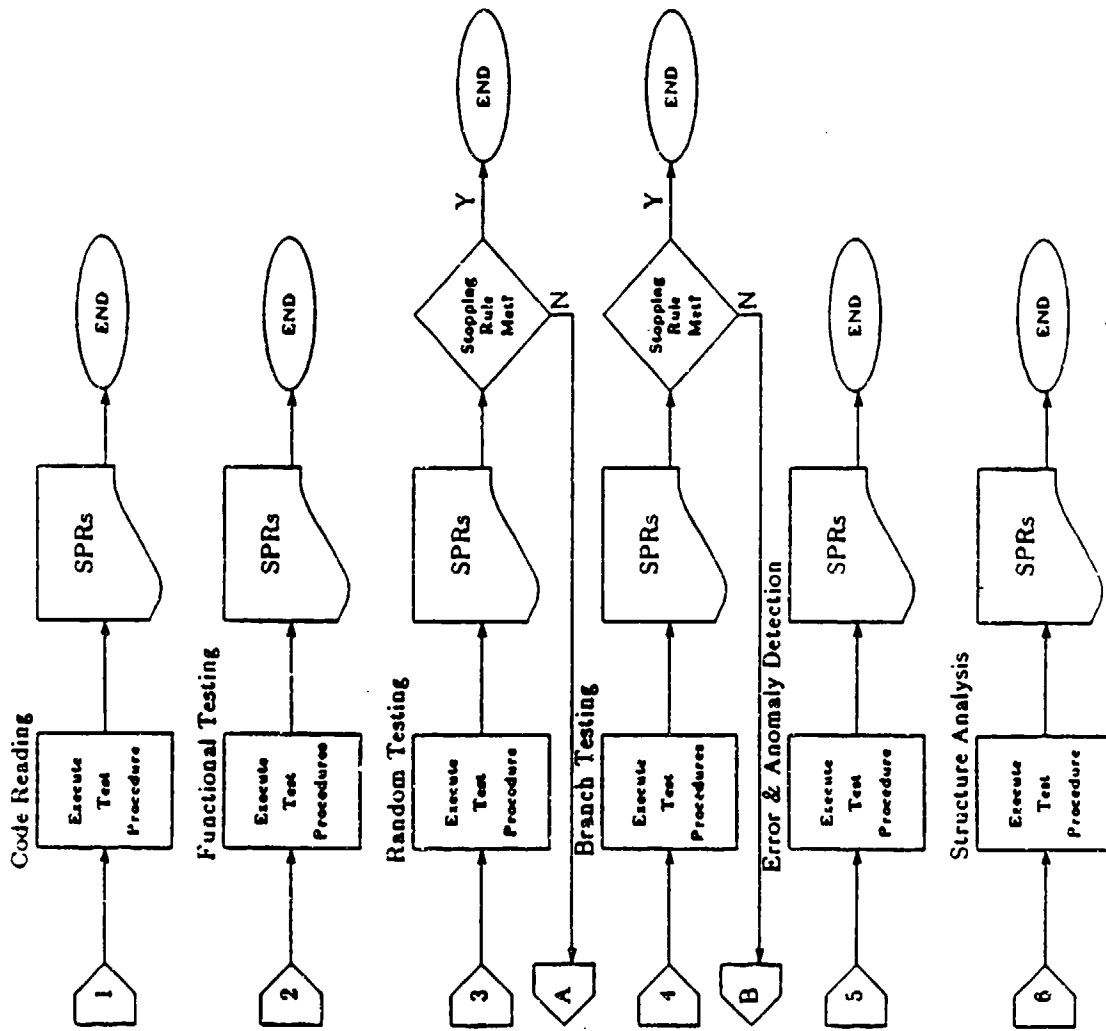 Code Reading
1
Execute
Test
Procedure
SPRs
END
Functional Testing
2
Execute
Test
Procedures
SPRs
END
Random Testing
3
Execute
Test
Procedure
SPRs
Stopping
Rule
Met?
Y
END
N
A
Branch Testing
4
Execute
Test
Procedures
SPRs
Stopping
Rule
Met?
Y
END
N
B
Error & Anomaly Detection
5
Execute
Test
Procedure
SPRs
END
Structure Analysis
6
Execute
Test
Procedure
SPRs
END